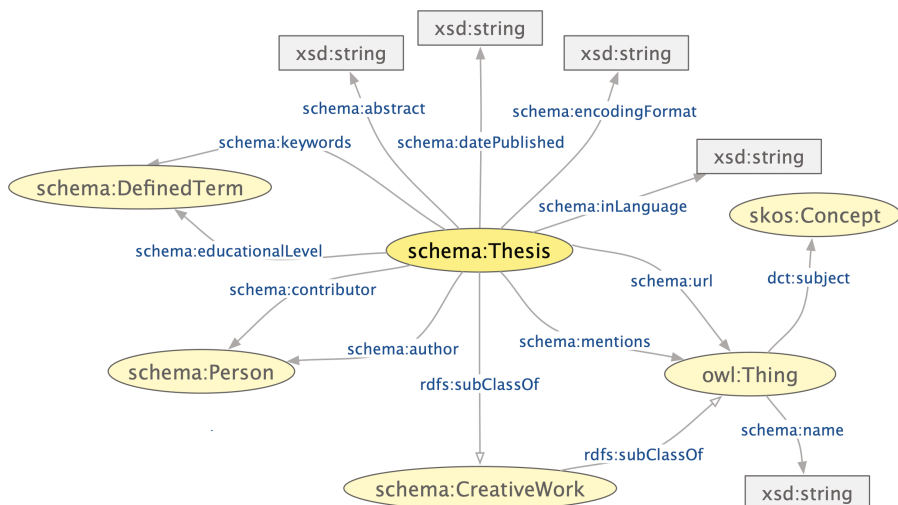 xsd:string
xsd:string
xsd:string
schema:abstract
schema:encodingFormat
schema:keywords
schema:datePublished
xsd:string
schema:DefinedTerm
schema:inLanguage
skos:Concept
schema:educationalLevel
schema:Thesis
schema:url
dct:subject
schema:contributor
schema:mentions
schema:author
schema:Person
owl:Thing
rdfs:subClassOf
schema:name
rdfs:subClassOf
schema:CreativeWork
xsd:string